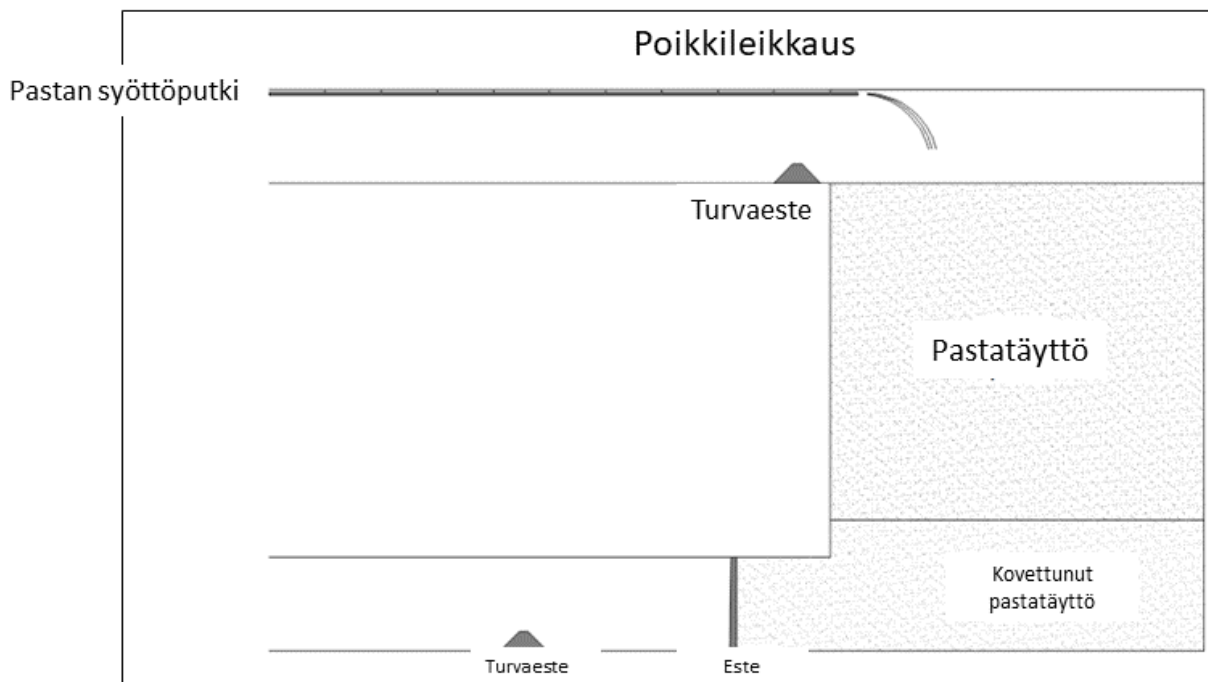 Poikkileikkaus
Pastan syöttöputki
Turvaeste
Pastatäyttö
Kovettunut
pastatäyttö
Turvaeste
Este